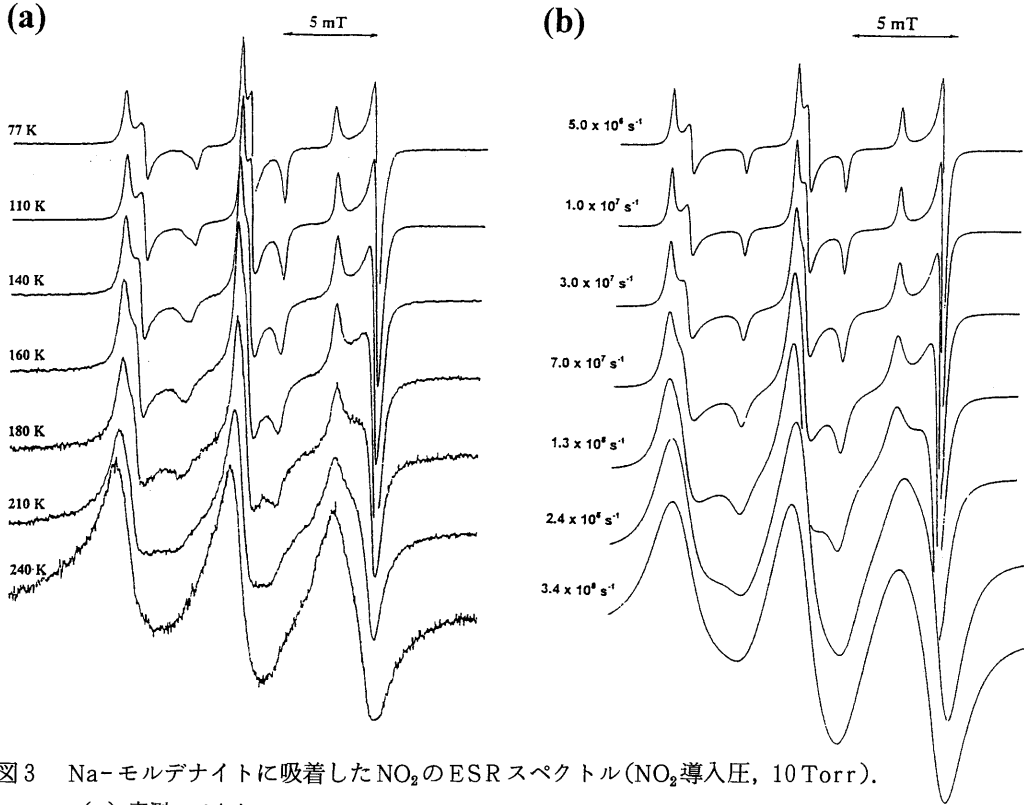 (a)
5 mT
77 K
110 K
140 K
160 K
180 K
210 K
240 K
(b)
5 mT
5.0 x 10⁶ s⁻¹
1.0 x 10⁷ s⁻¹
3.0 x 10⁷ s⁻¹
7.0 x 10⁷ s⁻¹
1.3 x 10⁸ s⁻¹
2.4 x 10⁸ s⁻¹
3.4 x 10⁸ s⁻¹
図3 Na-モルデナイトに吸着したNO₂のESRスペクトル(NO₂導入圧, 10Torr).